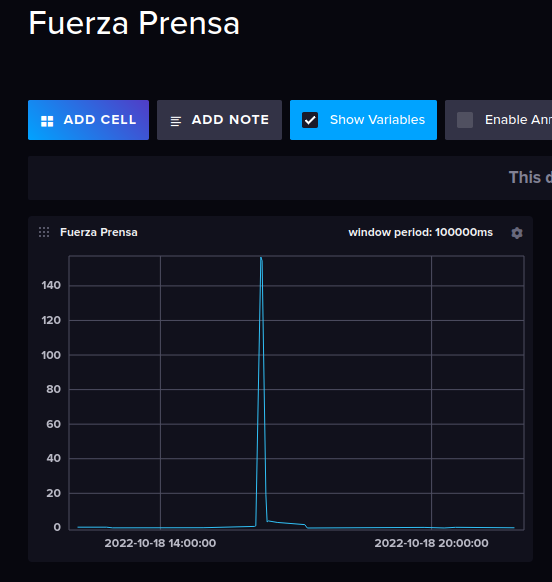 Fuerza Prensa
ADD CELL
ADD NOTE
Show Variables
Enable
This
Fuerza Prensa
window period: 100000ms
140
120
100
80
60
40
20
0
2022-10-18 14:00:00
2022-10-18 20:00:00